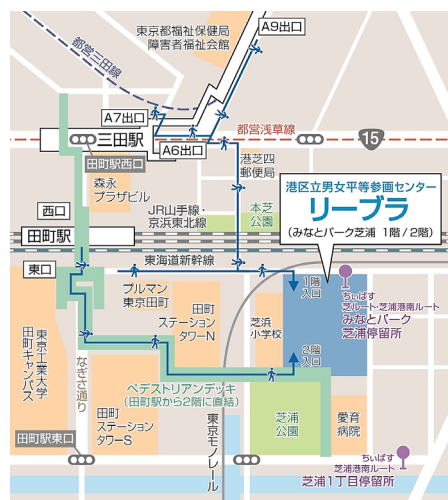 A9出口
東京都福祉保健局
障害者福祉会館
都営三田線
A7出口
三田駅
都営浅草線
15
田町駅西口
A6出口
港芝四
郵便局
森永
プラザビル
本芝
公園
港区立男女平等参画センター
リーブラ
(みなとパーク芝浦 1階/2階)
西口
JR山手線・
京浜東北線
田町駅
東海道新幹線
東口
プルマン
東京田町
1階
入口
ちぃばす
芝ルート・芝浦港南ルート
みなとパーク
芝浦停留所
田町
ステーション
タワーN
芝浜
小学校
2階
入口
東京工業大学
田町キャンパス
なぎさ通り
ペデストリアンデッキ
(田町駅から2階に直結)
田町
ステーション
タワーS
東京モノレール
芝浦
公園
愛育
病院
田町駅東口
ちぃばす
芝浦港南ルート
芝浦1丁目停留所